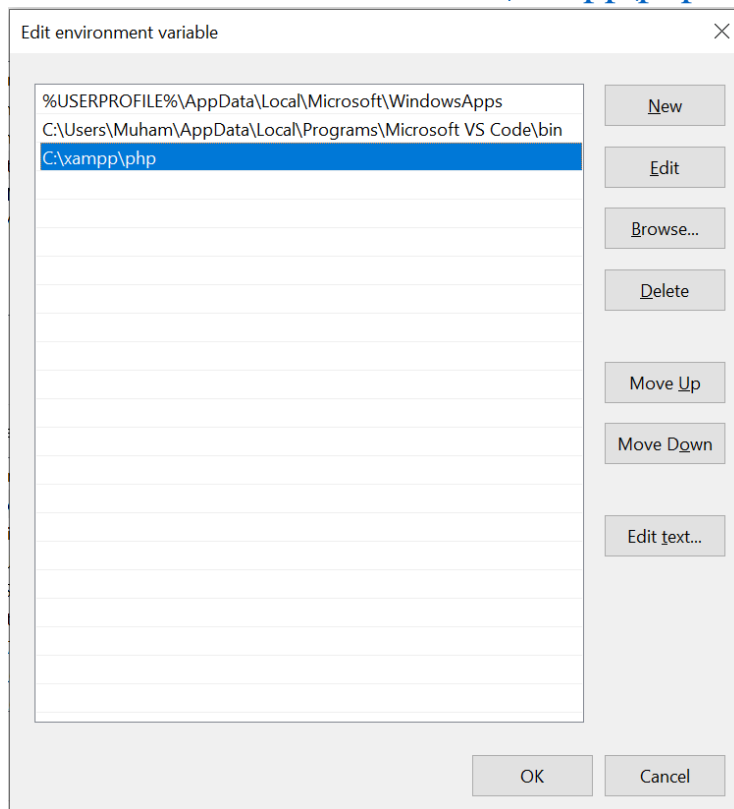 Edit environment variable
%USERPROFILE%\AppData\Local\Microsoft\WindowsApps
C:\Users\Muham\AppData\Local\Programs\Microsoft VS Code\bin
C:\xampp\php
New
Edit
Browse...
Delete
Move Up
Move Down
Edit text...
OK
Cancel